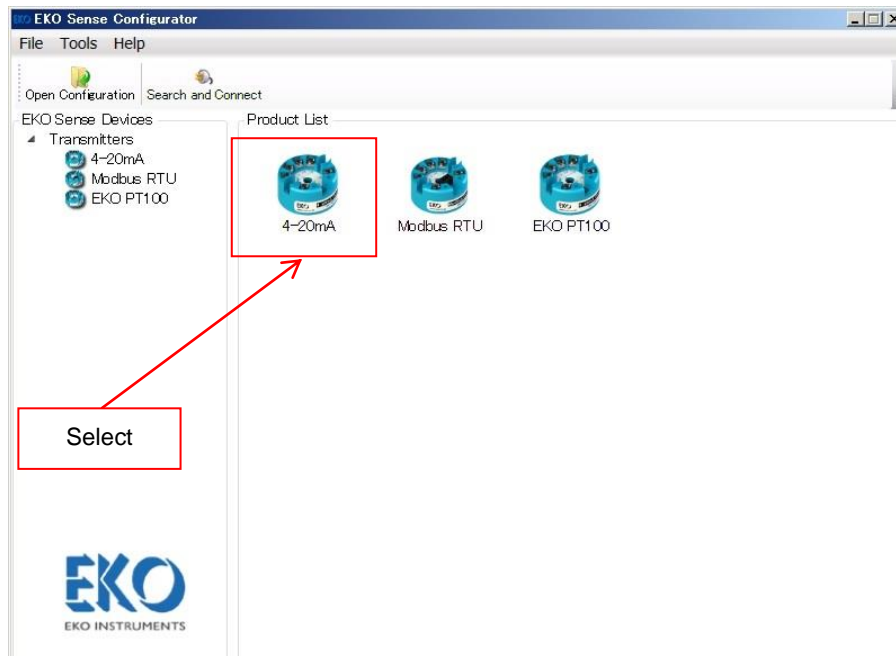 EKO Sense Configurator
File Tools Help
Open Configuration Search and Connect
EKO Sense Devices
Transmitters
4-20mA
Modbus RTU
EKO PT100
Product List
4-20mA Modbus RTU EKO PT100
Select
EKO
EKO INSTRUMENTS